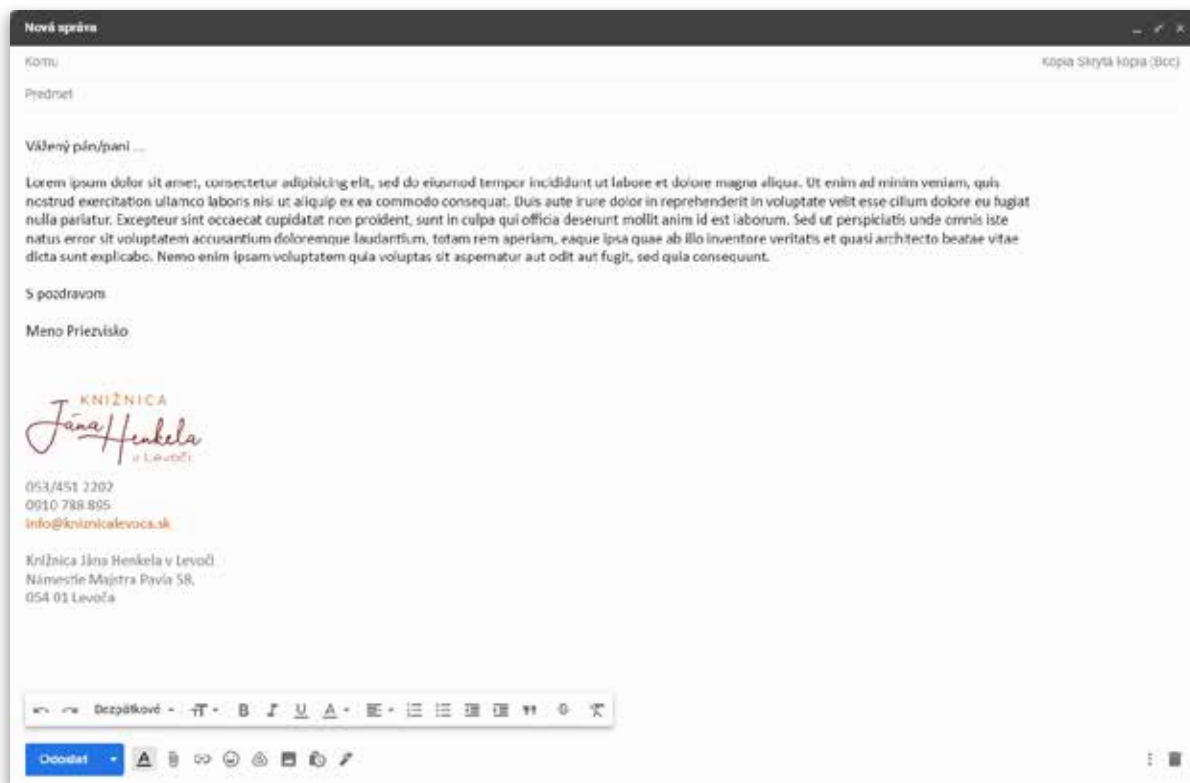 Nová správa
Komu
Kópia Skrytá kópia (Bcc)
Predmet
Vážený pán/pani ...
Lorem ipsum dolor sit amet, consectetur adipisicing elit, sed do eiusmod tempor incididunt ut labore et dolore magna aliqua. Ut enim ad minim veniam, quis
nostrud exercitation ullamco laboris nisi ut aliquip ex ea commodo consequat. Duis aute irure dolor in reprehenderit in voluptate velit esse cillum dolore eu fugiat
nulla pariatur. Excepteur sint occaecat cupidatat non proident, sunt in culpa qui officia deserunt mollit anim id est laborum. Sed ut perspiciatis unde omnis iste
natus error sit voluptatem accusantium doloremque laudantium, totam rem aperiam, eaque ipsa quae ab illo inventore veritatis et quasi architecto beatae vitae
dicta sunt explicabo. Nemo enim ipsam voluptatem quia voluptas sit aspernatur aut odit aut fugit, sed quia consequunt.
S pozdravom
Meno Priezvisko
KNIŽNICA
Jána Henkela
v Levoči
053/451 2202
0910 788 895
info@kniznicalevoca.sk
Knižnica Jána Henkela v Levoči
Námestie Majstra Pavla 58,
054 01 Levoča
Bezpätkové
Odoslať